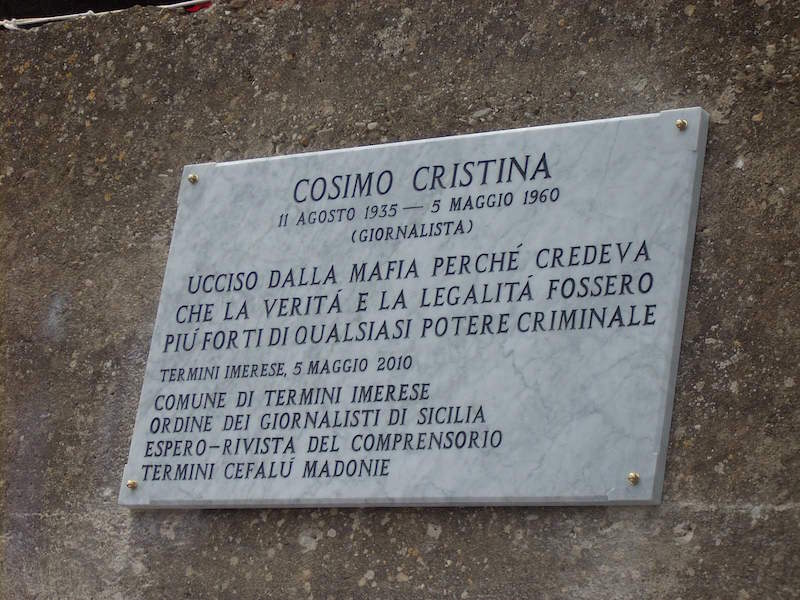 COSIMO CRISTINA
11 AGOSTO 1935 — 5 MAGGIO 1960
(GIORNALISTA)
UCCISO DALLA MAFIA PERCHÉ CREDEVA
CHE LA VERITÁ E LA LEGALITÁ FOSSERO
PIÚ FORTI DI QUALSIASI POTERE CRIMINALE
TERMINI IMERESE, 5 MAGGIO 2010
COMUNE DI TERMINI IMERESE
ORDINE DEI GIORNALISTI DI SICILIA
ESPERO-RIVISTA DEL COMPRENSORIO
TERMINI CEFALÚ MADONIE